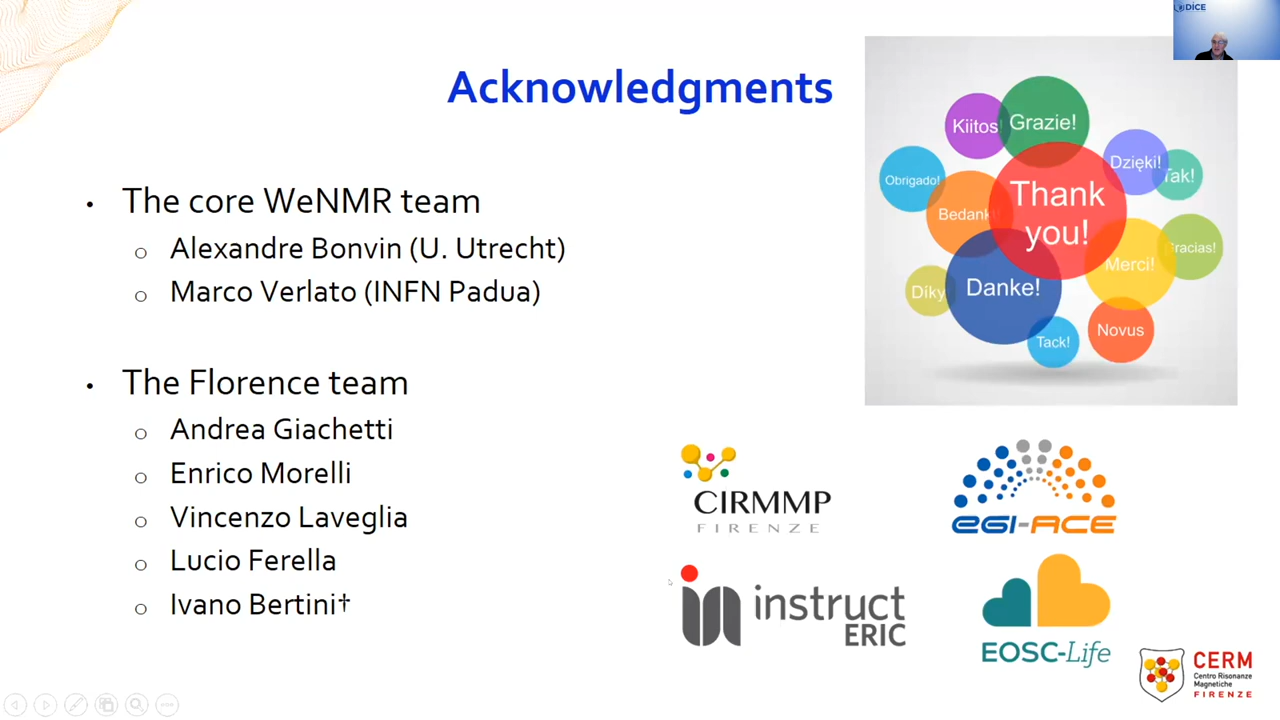 DICE
Acknowledgments
• The core WeNMR team
o Alexandre Bonvin (U. Utrecht)
o Marco Verlato (INFN Padua)
• The Florence team
o Andrea Giachetti
o Enrico Morelli
o Vincenzo Laveglia
o Lucio Ferella
o Ivano Bertini†
Kiitos!
Grazie!
Obrigado!
Bedankt!
Thank
you!
Dzięki!
Tak!
Gracias!
Merci!
Díky
Danke!
Tack!
Novus
CIRMMP
FIRENZE
EGI-ACE
instruct
ERIC
EOSC-Life
CERM
Centro Risonanze
Magnetiche
FIRENZE